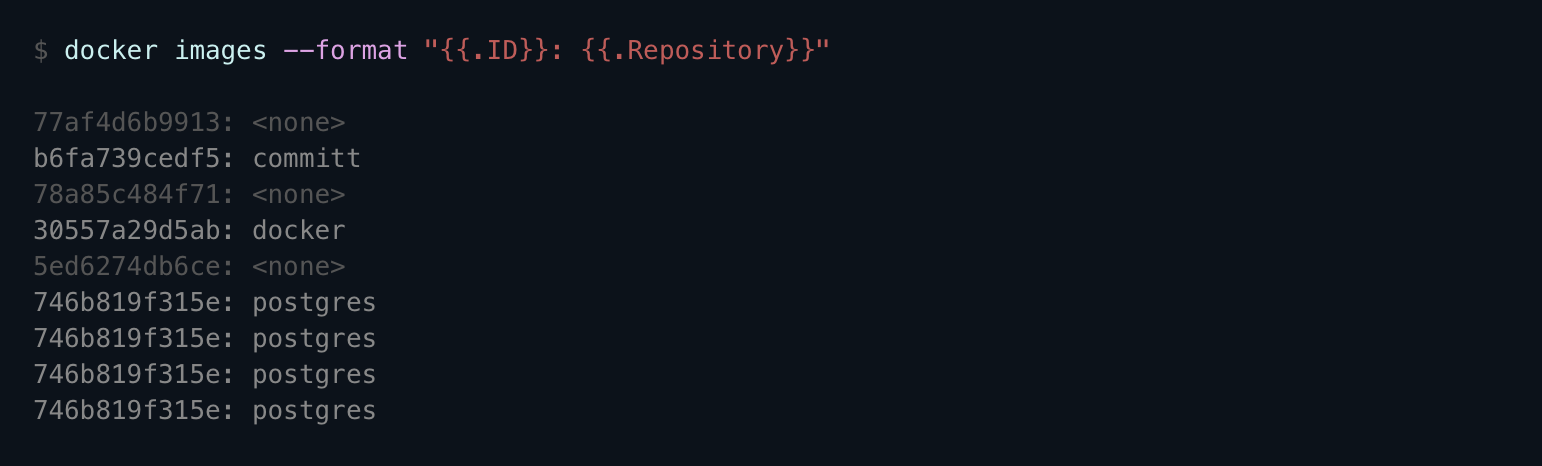 $ docker images --format "{{.ID}}: {{.Repository}}"
77af4d6b9913: <none>
b6fa739cedf5: committ
78a85c484f71: <none>
30557a29d5ab: docker
5ed6274db6ce: <none>
746b819f315e: postgres
746b819f315e: postgres
746b819f315e: postgres
746b819f315e: postgres